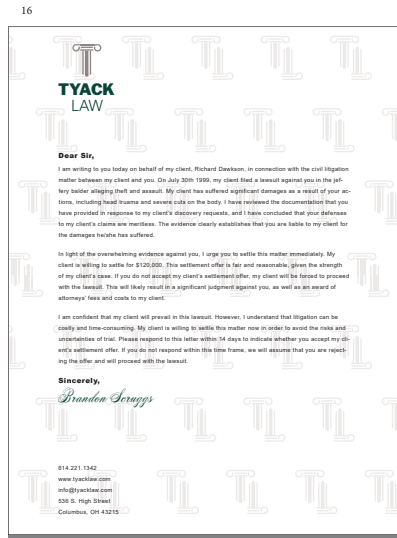 16
TYACK
LAW
Dear Sir,
I am writing to you today on behalf of my client, Richard Dawkson, in connection with the civil litigation
matter between my client and you. On July 30th 1999, my client filed a lawsuit against you in the jef-
fery balder alleging theft and assault. My client has suffered significant damages as a result of your ac-
tions, including head truama and severe cuts on the body. I have reviewed the documentation that you
have provided in response to my client's discovery requests, and I have concluded that your defenses
to my client's claims are meritless. The evidence clearly establishes that you are liable to my client for
the damages he/she has suffered.
In light of the overwhelming evidence against you, I urge you to settle this matter immediately. My
client is willing to settle for $120,000. This settlement offer is fair and reasonable, given the strength
of my client's case. If you do not accept my client's settlement offer, my client will be forced to proceed
with the lawsuit. This will likely result in a significant judgment against you, as well as an award of
attorneys' fees and costs to my client.
I am confident that my client will prevail in this lawsuit. However, I understand that litigation can be
costly and time-consuming. My client is willing to settle this matter now in order to avoid the risks and
uncertainties of trial. Please respond to this letter within 14 days to indicate whether you accept my cli-
ent's settlement offer. If you do not respond within this time frame, we will assume that you are reject-
ing the offer and will proceed with the lawsuit.
Sincerely,
Brandon Scruggs
614.221.1342
www.tyacklaw.com
info@tyacklaw.com
536 S. High Street
Columbus, OH 43215